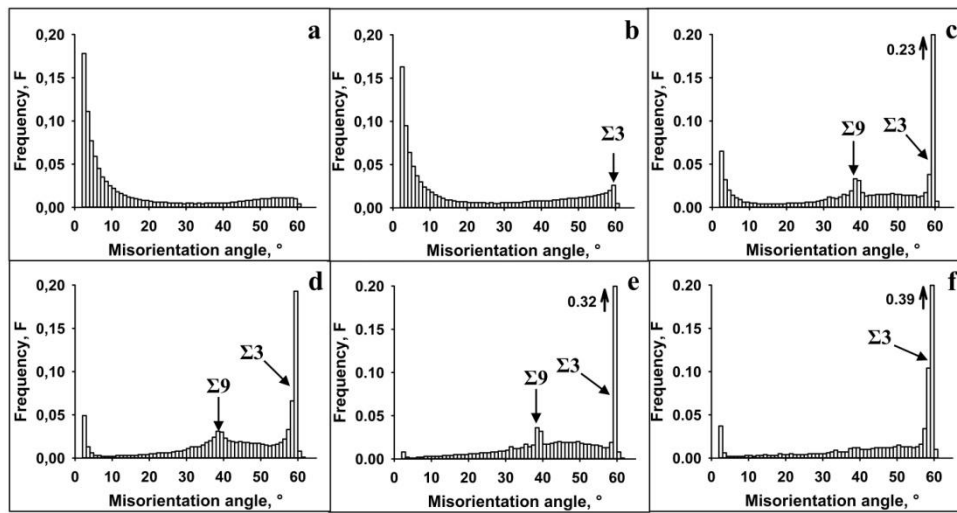 a
0,20
0,15
0,10
0,05
0.00
Frequency, F
0 10 20 30 40 50 60
Misorientation angle, °
b
0,20
0,15
0,10
0,05
0.00
Frequency, F
Σ3
0 10 20 30 40 50 60
Misorientation angle, °
c
0,20
0,15
0,10
0,05
0.00
Frequency, F
0.23
Σ9
Σ3
0 10 20 30 40 50 60
Misorientation angle, °
d
0,20
0,15
0,10
0,05
0.00
Frequency, F
Σ3
Σ9
0 10 20 30 40 50 60
Misorientation angle, °
e
0.20
0.15
0.10
0.05
0.00
Frequency, F
0.32
Σ3
Σ9
0 10 20 30 40 50 60
Misorientation angle, °
f
0.20
0.15
0.10
0.05
0.00
Frequency, F
0.39
Σ3
0 10 20 30 40 50 60
Misorientation angle, °